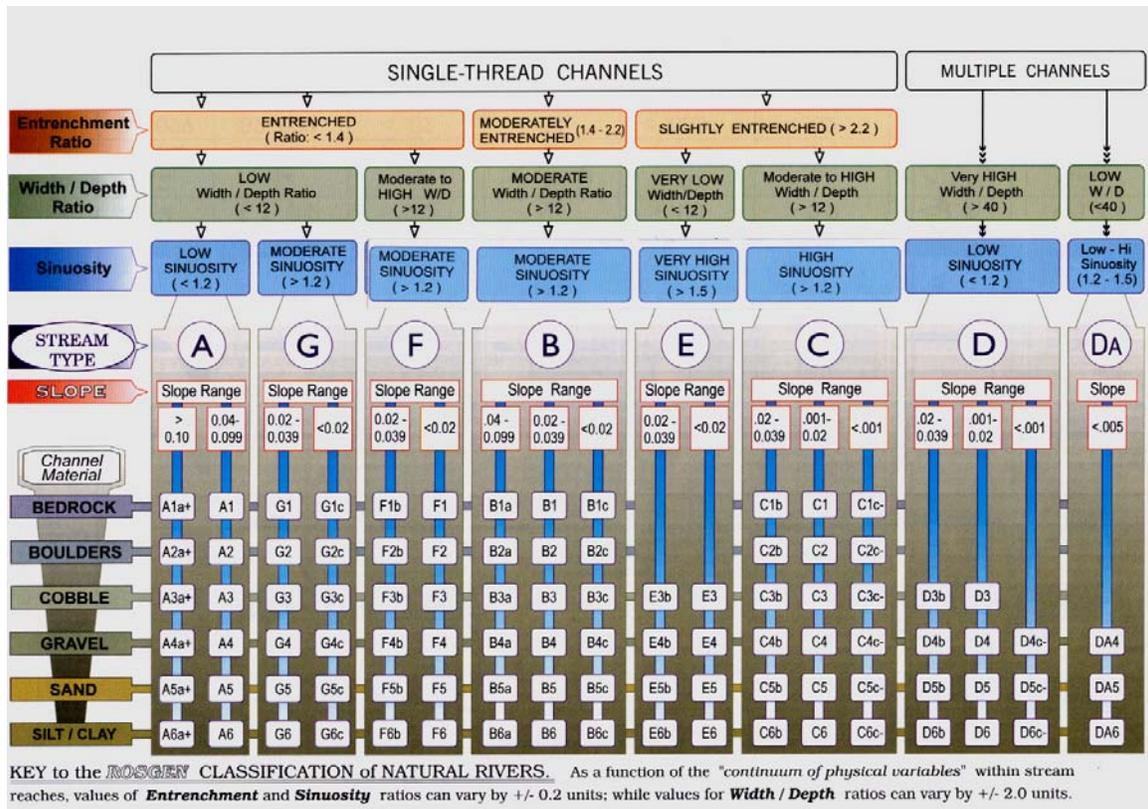 SINGLE-THREAD CHANNELS
MULTIPLE CHANNELS
Entrenchment
Ratio
ENTRENCHED
( Ratio: < 1.4 )
MODERATELY
ENTRENCHED (1.4 - 2.2)
SLIGHTLY ENTRENCHED ( > 2.2 )
Width / Depth
Ratio
LOW
Width / Depth Ratio
( < 12 )
Moderate to
HIGH W/D
( >12 )
MODERATE
Width / Depth Ratio
( > 12 )
VERY LOW
Width/Depth
( < 12 )
Moderate to HIGH
Width / Depth
( > 12 )
Very HIGH
Width / Depth
( > 40 )
LOW
W / D
(<40 )
Sinuosity
LOW
SINUOSITY
( < 1.2 )
MODERATE
SINUOSITY
( > 1.2 )
MODERATE
SINUOSITY
( > 1.2 )
MODERATE
SINUOSITY
( > 1.2 )
VERY HIGH
SINUOSITY
( > 1.5 )
HIGH
SINUOSITY
( > 1.2 )
LOW
SINUOSITY
( < 1.2 )
Low - Hi
Sinuosity
(1.2 - 1.5)
STREAM
TYPE
A G F B E C D DA
SLOPE
Slope Range Slope Range Slope Range Slope Range Slope Range Slope Range Slope Range Slope
>
0.10
0.04-
0.099
0.02 -
0.039
<0.02
0.02 -
0.039
<0.02
.04 -
0.099
0.02 -
0.039
<0.02
0.02 -
0.039
<0.02
.02 -
0.039
.001-
0.02
<.001
.02 -
0.039
.001-
0.02
<.001
<.005
Channel
Material
BEDROCK A1a+ A1 G1 G1c F1b F1 B1a B1 B1c C1b C1 C1c-
BOULDERS A2a+ A2 G2 G2c F2b F2 B2a B2 B2c C2b C2 C2c-
COBBLE A3a+ A3 G3 G3c F3b F3 B3a B3 B3c E3b E3 C3b C3 C3c- D3b D3
GRAVEL A4a+ A4 G4 G4c F4b F4 B4a B4 B4c E4b E4 C4b C4 C4c- D4b D4 D4c- DA4
SAND A5a+ A5 G5 G5c F5b F5 B5a B5 B5c E5b E5 C5b C5 C5c- D5b D5 D5c- DA5
SILT / CLAY A6a+ A6 G6 G6c F6b F6 B6a B6 B6c E6b E6 C6b C6 C6c- D6b D6 D6c- DA6
KEY to the ROSGEN CLASSIFICATION of NATURAL RIVERS. As a function of the "continuum of physical variables" within stream
reaches, values of Entrenchment and Sinuosity ratios can vary by +/- 0.2 units; while values for Width / Depth ratios can vary by +/- 2.0 units.